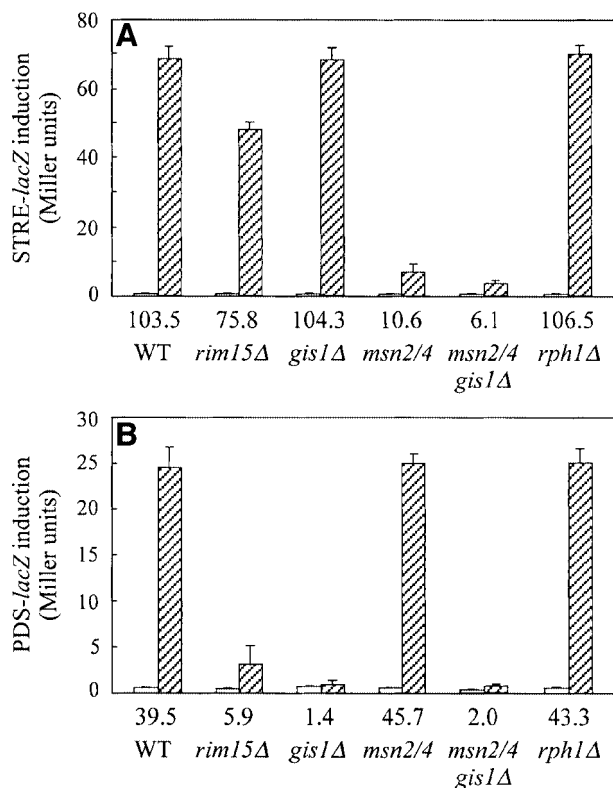 A
STRE-lacZ induction
(Miller units)
80
60
40
20
0
103.5 75.8 104.3 10.6 6.1 106.5
WT rim15Δ gis1Δ msn2/4 msn2/4 rph1Δ
gis1Δ
B
PDS-lacZ induction
(Miller units)
30
25
20
15
10
5
0
39.5 5.9 1.4 45.7 2.0 43.3
WT rim15Δ gis1Δ msn2/4 msn2/4 rph1Δ
gis1Δ